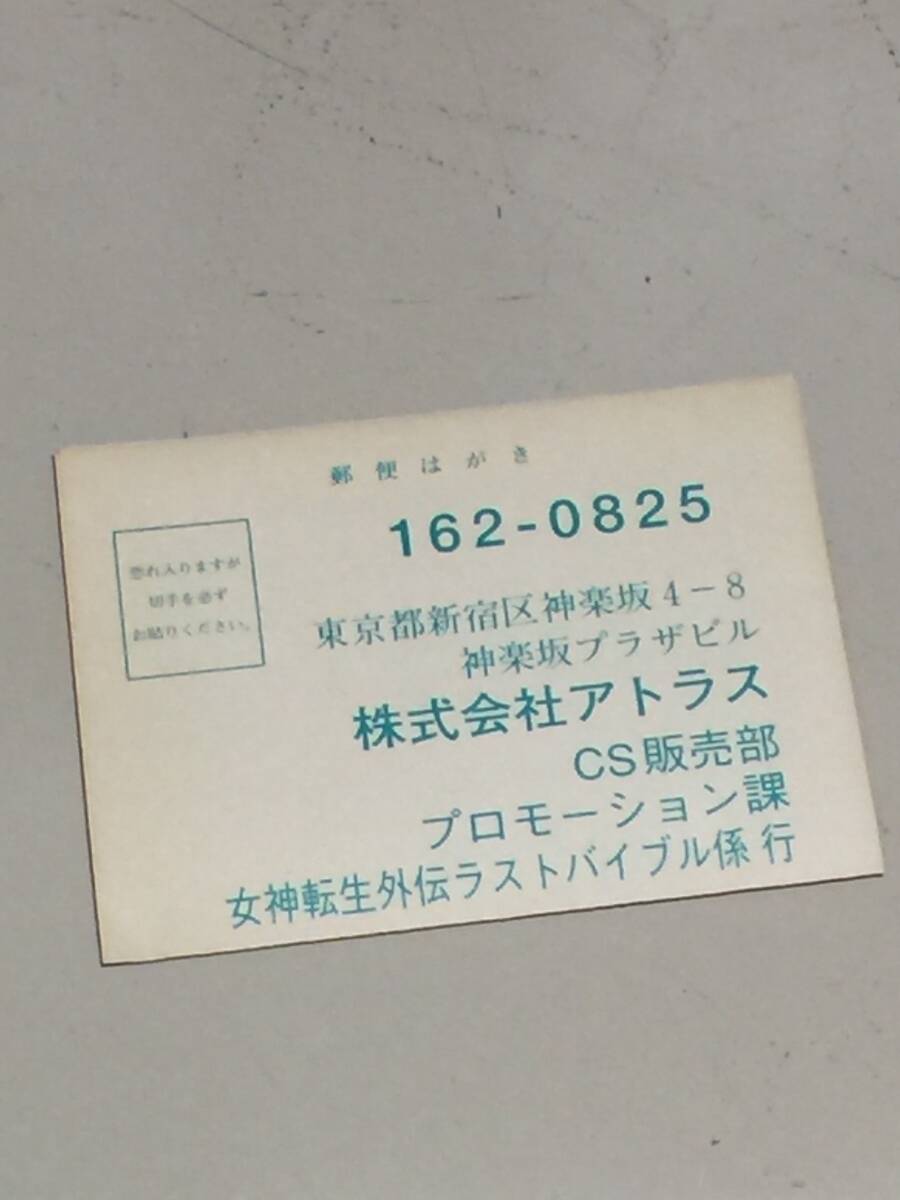 郵便はがき
162-0825
恐れ入りますが
切手を必ず
お貼りください。
東京都新宿区神楽坂4-8
神楽坂プラザビル
株式会社アトラス
CS販売部
プロモーション課
女神転生外伝ラストバイブル係 行